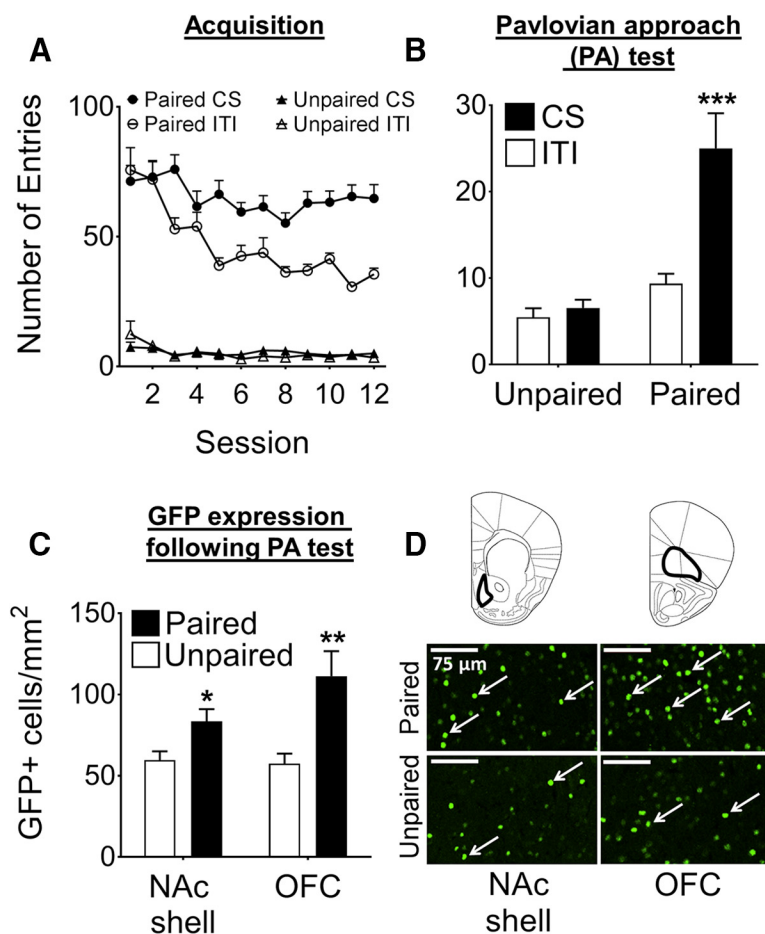 A
Acquisition
Number of Entries
Paired CS
Paired ITI
Unpaired CS
Unpaired ITI
100
50
0
2 4 6 8 10 12
Session
B
Pavlovian approach
(PA) test
30
20
10
0
CS
ITI
***
Unpaired Paired
C
GFP expression
following PA test
GFP+ cells/mm2
150
100
50
0
Paired
Unpaired
*
**
NAc
shell
OFC
D
Paired
75 μm
Unpaired
NAc
shell
OFC